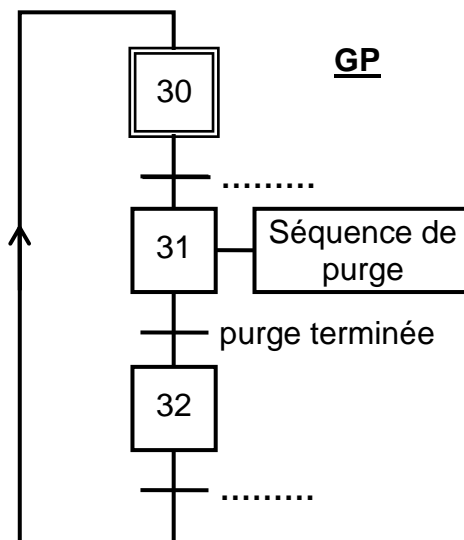 GP
30
.........
31
Séquence de
purge
purge terminée
32
.........